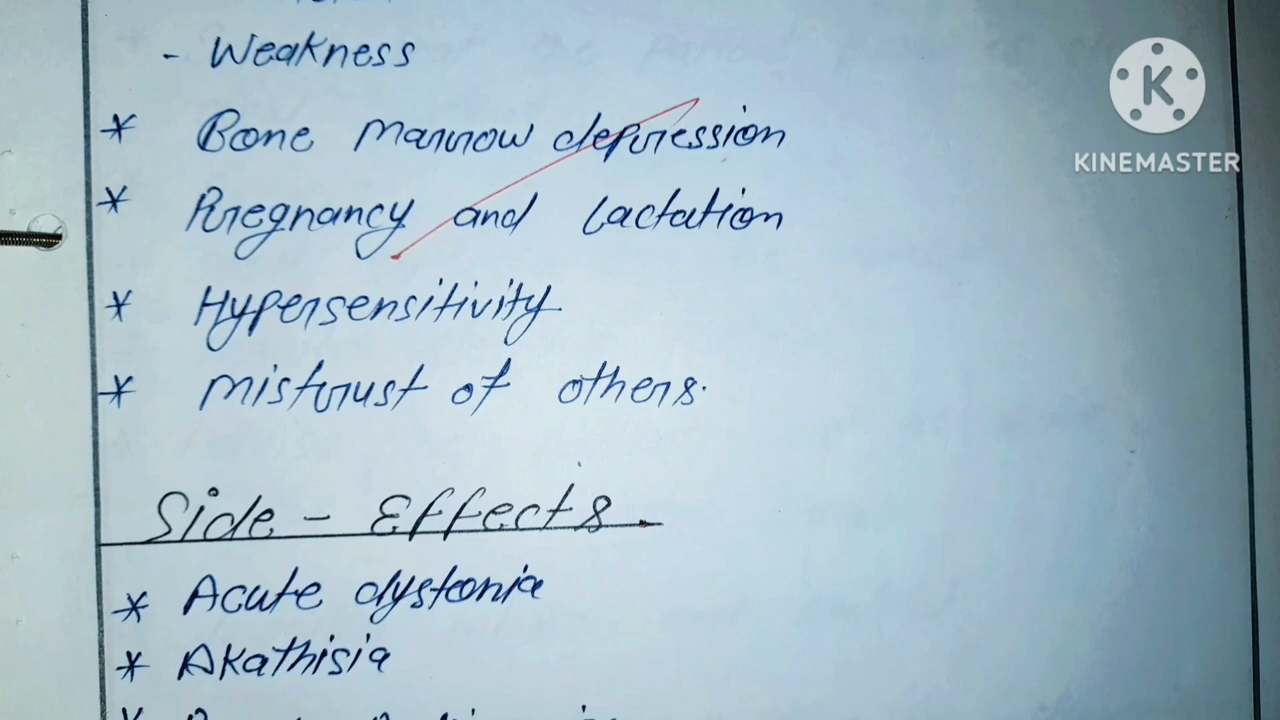 - Weakness
* Bone Marrow depression
* Pregnancy and Lactation
* Hypersensitivity
* Mistrust of others.
Side - Effects.
* Acute dystonia
* Akathisia
K
KINEMASTER